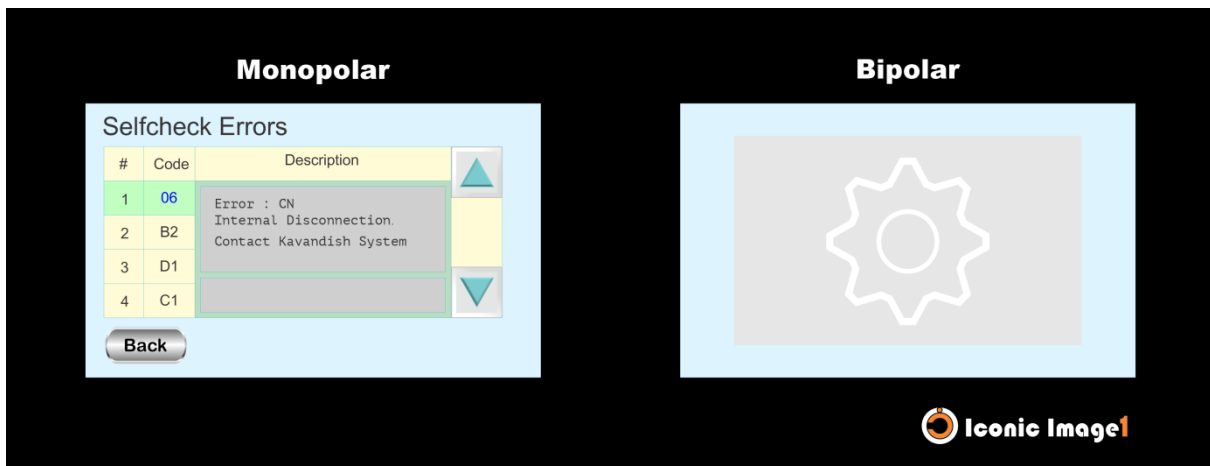 Monopolar
Bipolar
Selfcheck Errors
# Code Description
1 06
2 B2
3 D1
4 C1
Error : CN
Internal Disconnection.
Contact Kavandish System
Back
Iconic Image1